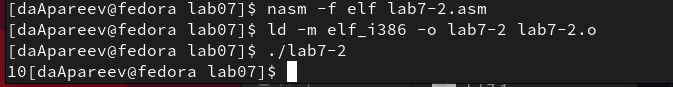 [daApareev@fedora lab07]$ nasm -f elf lab7-2.asm
[daApareev@fedora lab07]$ ld -m elf_i386 -o lab7-2 lab7-2.o
[daApareev@fedora lab07]$ ./lab7-2
10[daApareev@fedora lab07]$